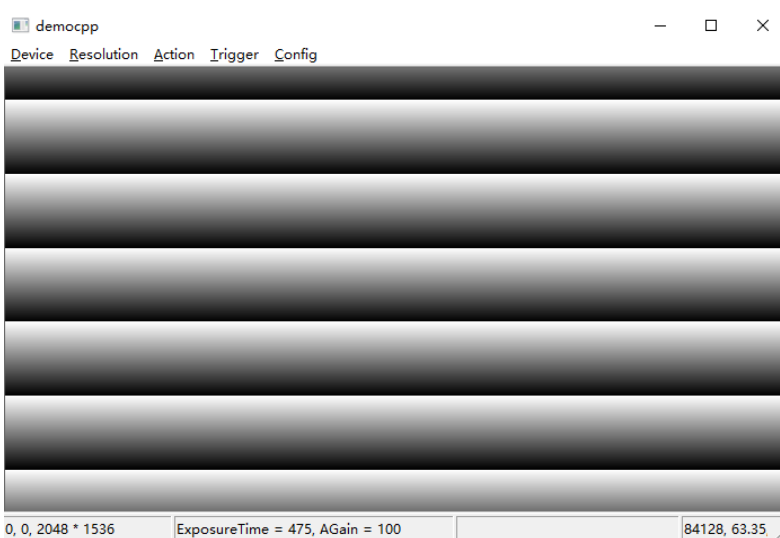 democpp
Device Resolution Action Trigger Config
0, 0, 2048 * 1536 ExposureTime = 475, AGain = 100 84128, 63.35,